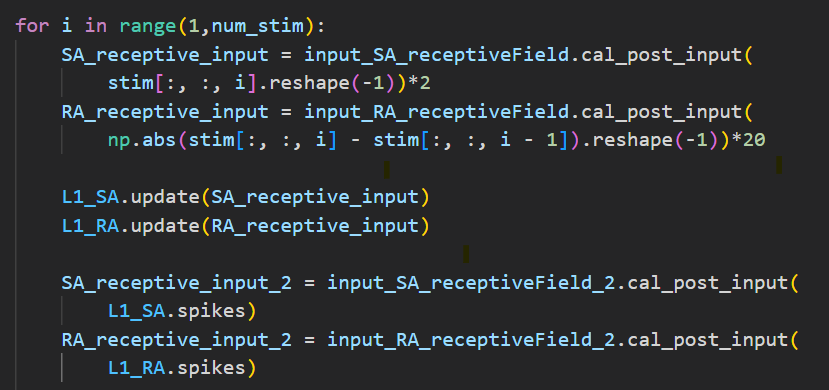 for i in range(1,num_stim):
    SA_receptive_input = input_SA_receptiveField.cal_post_input(
        stim[:, :, i].reshape(-1))*2
    RA_receptive_input = input_RA_receptiveField.cal_post_input(
        np.abs(stim[:, :, i] - stim[:, :, i - 1]).reshape(-1))*20

    L1_SA.update(SA_receptive_input)
    L1_RA.update(RA_receptive_input)

    SA_receptive_input_2 = input_SA_receptiveField_2.cal_post_input(
        L1_SA.spikes)
    RA_receptive_input_2 = input_RA_receptiveField_2.cal_post_input(
        L1_RA.spikes)